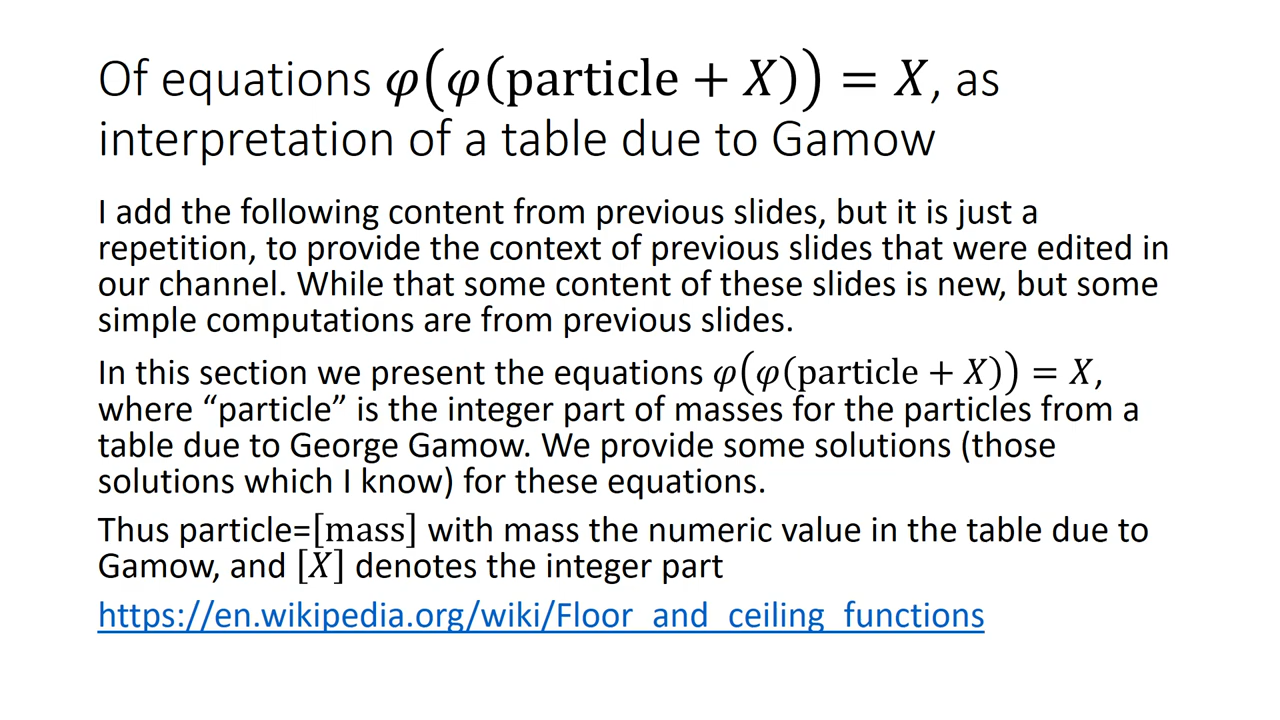 Of equations φ(φ(particle + X)) = X, as
interpretation of a table due to Gamow
I add the following content from previous slides, but it is just a
repetition, to provide the context of previous slides that were edited in
our channel. While that some content of these slides is new, but some
simple computations are from previous slides.
In this section we present the equations φ(φ(particle + X)) = X,
where “particle” is the integer part of masses for the particles from a
table due to George Gamow. We provide some solutions (those
solutions which I know) for these equations.
Thus particle=[mass] with mass the numeric value in the table due to
Gamow, and [X] denotes the integer part
https://en.wikipedia.org/wiki/Floor_and_ceiling_functions